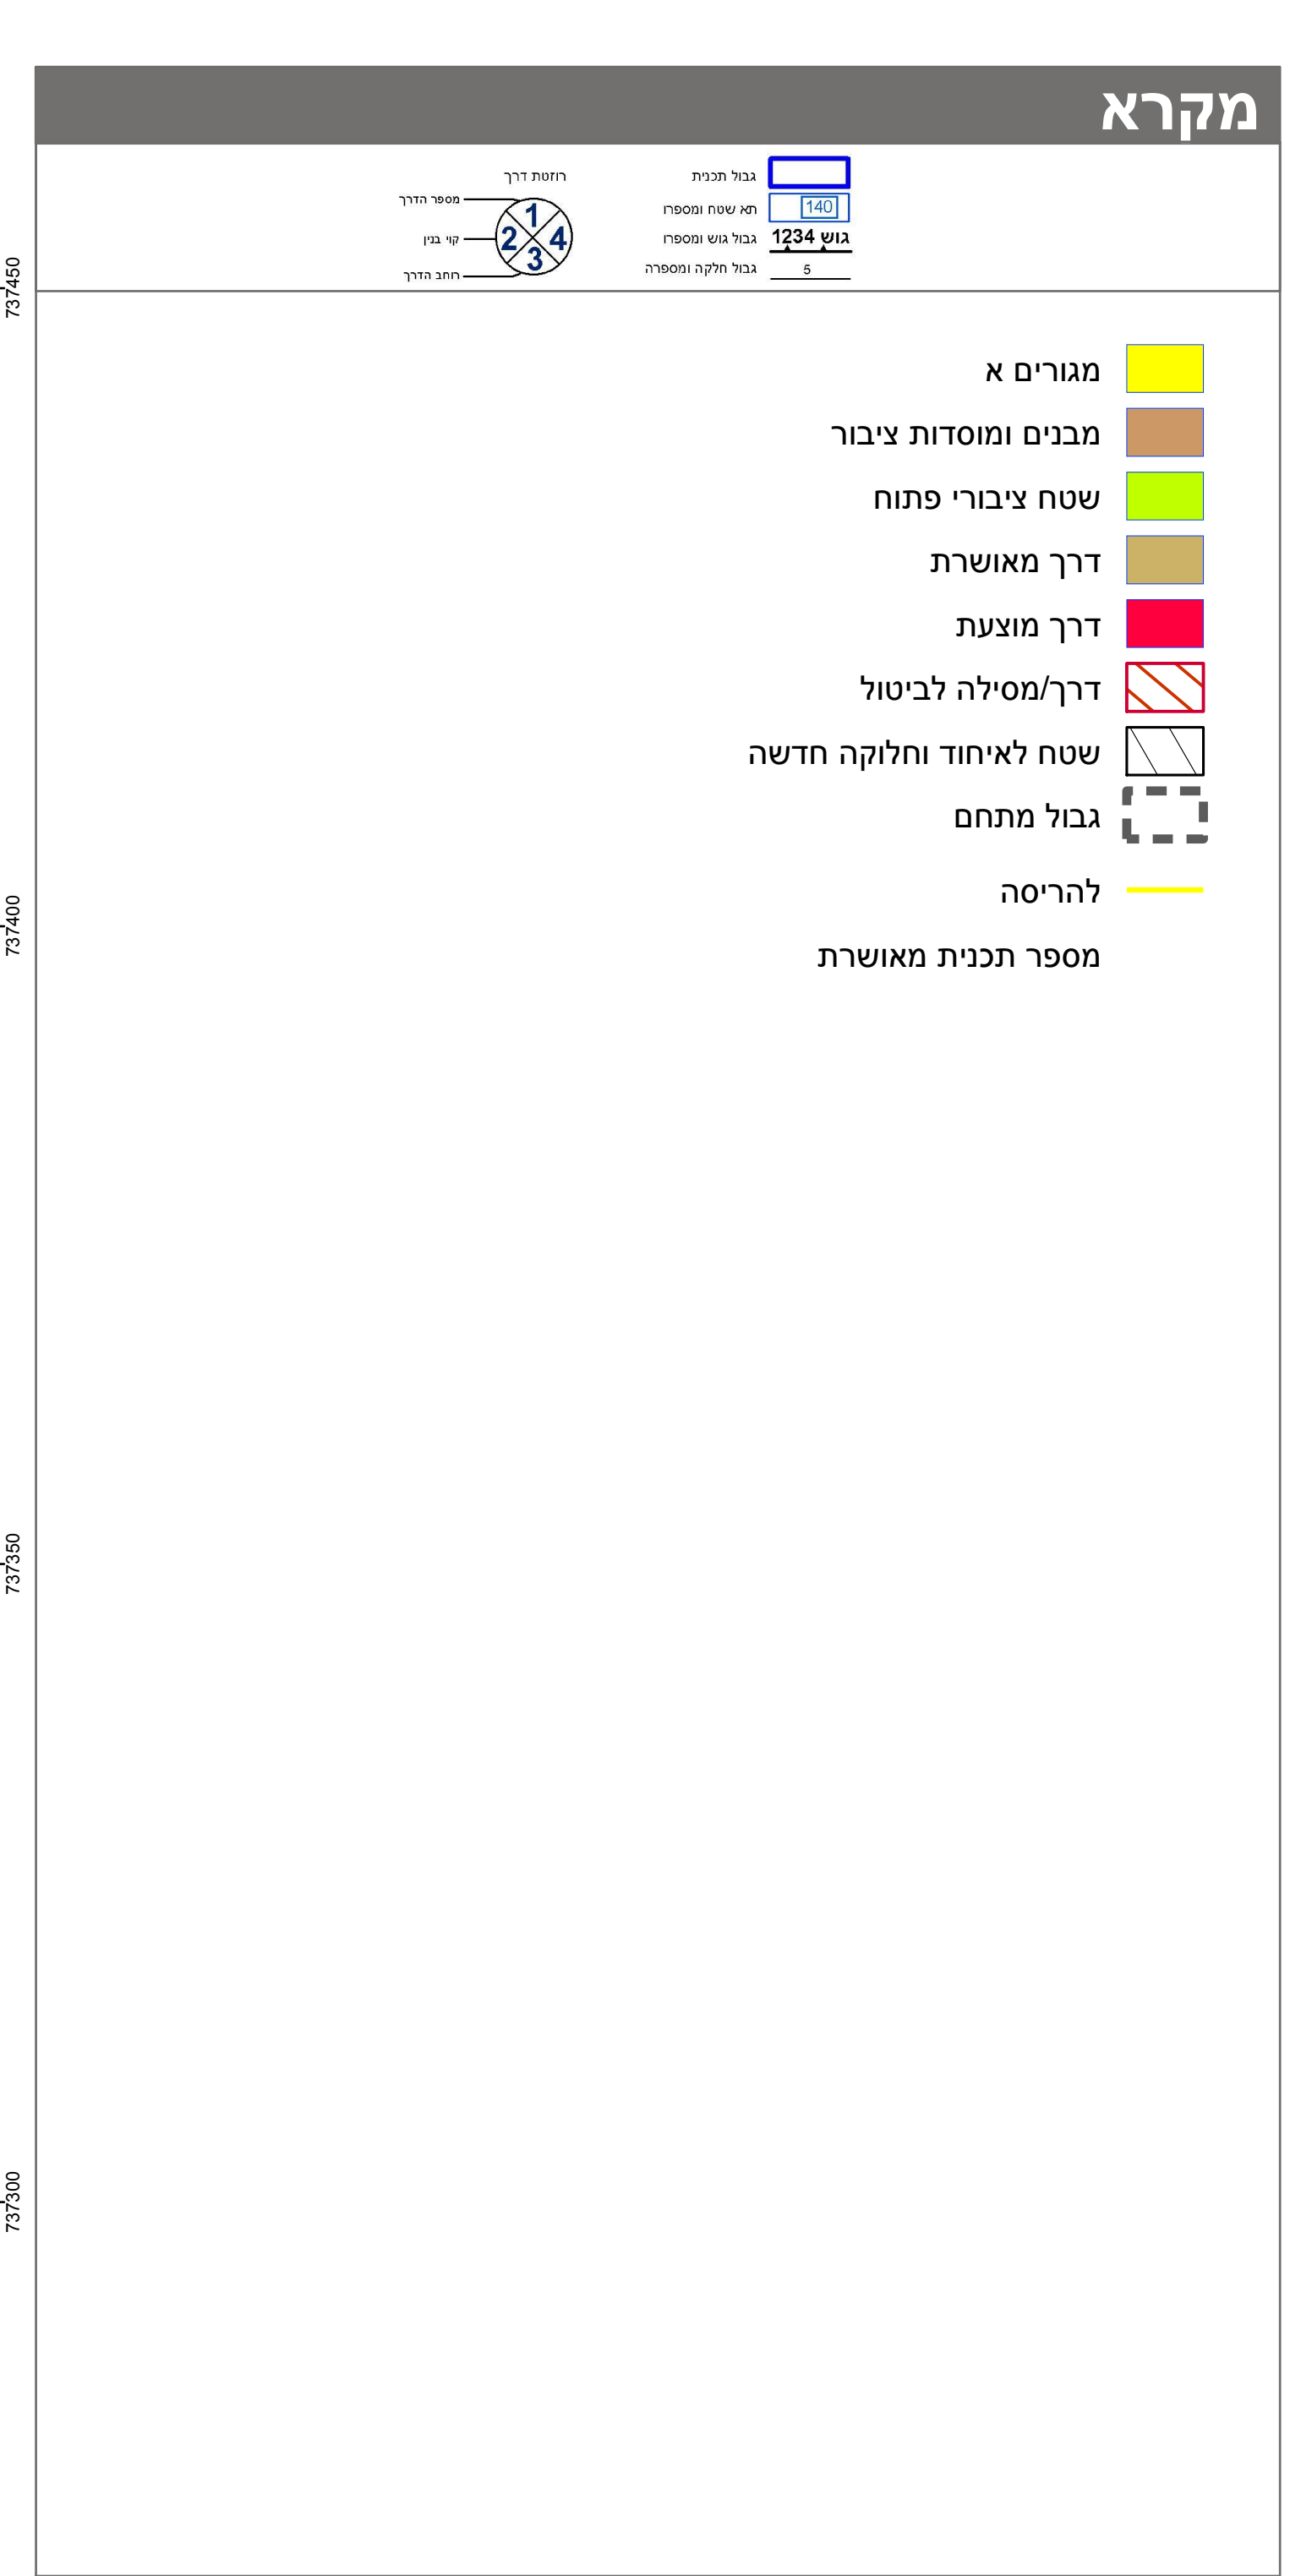 מקרא
גבול תכנית
140
תא שטח ומספרו
גוש 1234
גבול גוש ומספרו
5
גבול חלקה ומספרה
רוזטת דרך
מספר הדרך
קוי בנין
רוחב הדרך
1
2
4
3
מגורים א
מבנים ומוסדות ציבור
שטח ציבורי פתוח
דרך מאושרת
דרך מוצעת
דרך/מסילה לביטול
שטח לאיחוד וחלוקה חדשה
גבול מתחם
להריסה
מספר תכנית מאושרת
737450
737400
737350
737300